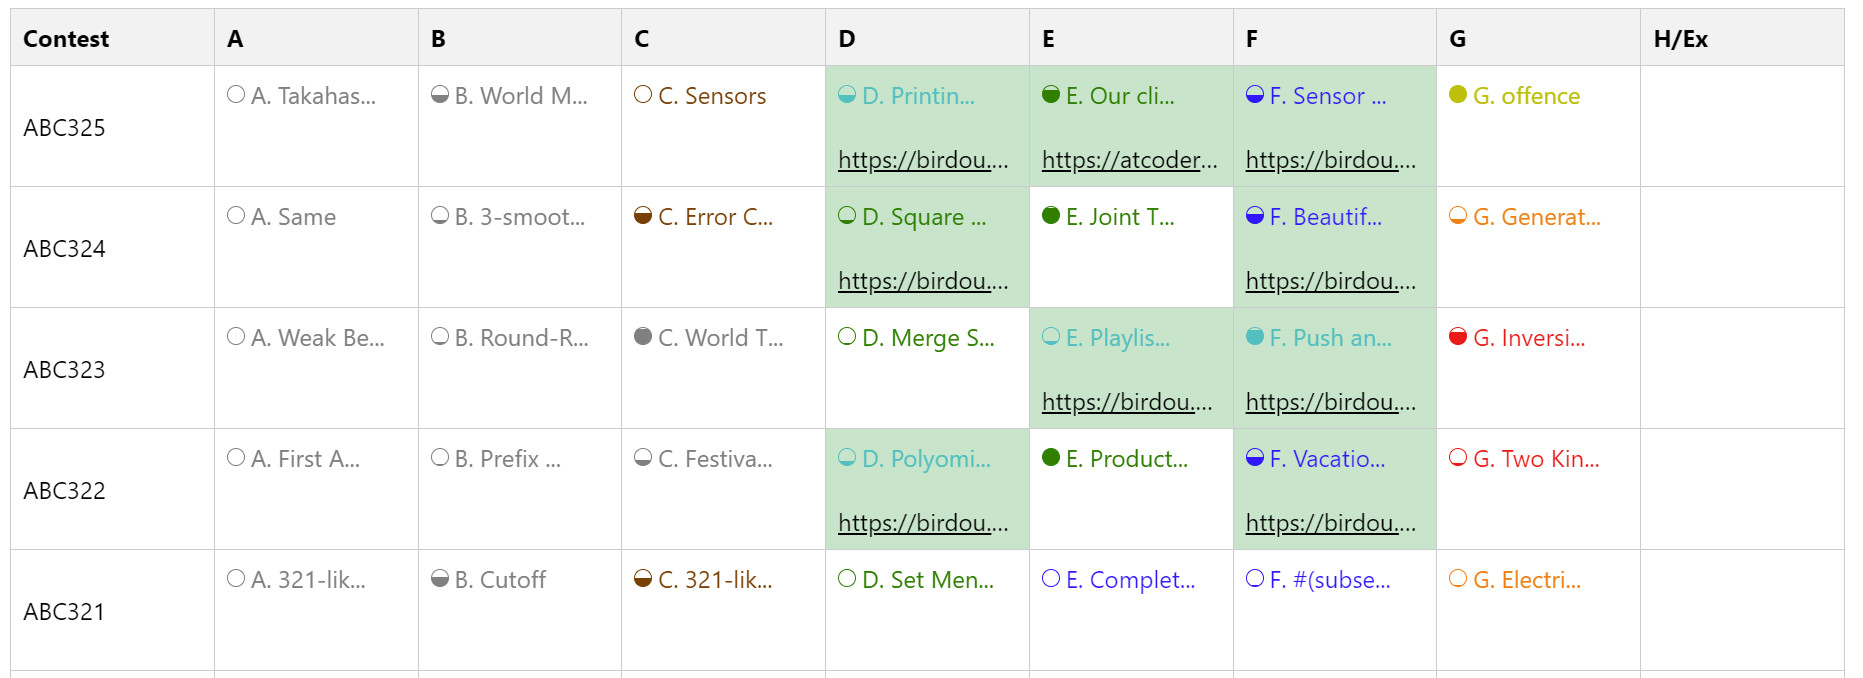 Contest A B C D E F G H/Ex
A. Takahas... B. World M... C. Sensors D. Printin... E. Our cli... F. Sensor ... G. offence
ABC325
https://birdou.... https://atcoder... https://birdou....
A. Same B. 3-smoot... C. Error C... D. Square ... E. Joint T... F. Beautif... G. Generat...
ABC324
https://birdou.... https://birdou....
A. Weak Be... B. Round-R... C. World T... D. Merge S... E. Playlis... F. Push an... G. Inversi...
ABC323
https://birdou.... https://birdou....
A. First A... B. Prefix ... C. Festiva... D. Polyomi... E. Product... F. Vacatio... G. Two Kin...
ABC322
https://birdou.... https://birdou....
A. 321-lik... B. Cutoff C. 321-lik... D. Set Men... E. Complet... F. #(subse... G. Electri...
ABC321